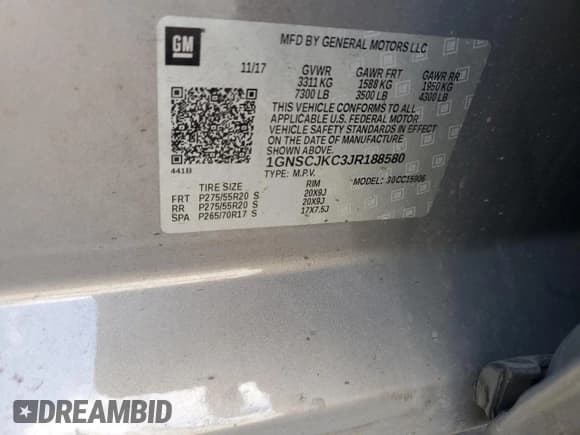 GM
MFD BY GENERAL MOTORS LLC
11/17 GVWR GAWR FRT GAWR RR
3311 KG 1588 KG 1950 KG
7300 LB 3500 LB 4300 LB
THIS VEHICLE CONFORMS TO ALL
APPLICABLE U.S. FEDERAL MOTOR
VEHICLE SAFETY STANDARDS IN EFFECT
ON THE DATE OF MANUFACTURE
SHOWN ABOVE.
1GNSCJKC3JR188580
TYPE: M.P.V. MODEL: 30CC15906
441B
TIRE SIZE RIM
FRT P275/55R20 S 20X9J
RR P275/55R20 S 20X9J
SPA P265/70R17 S 17X7.5J
DREAMBID